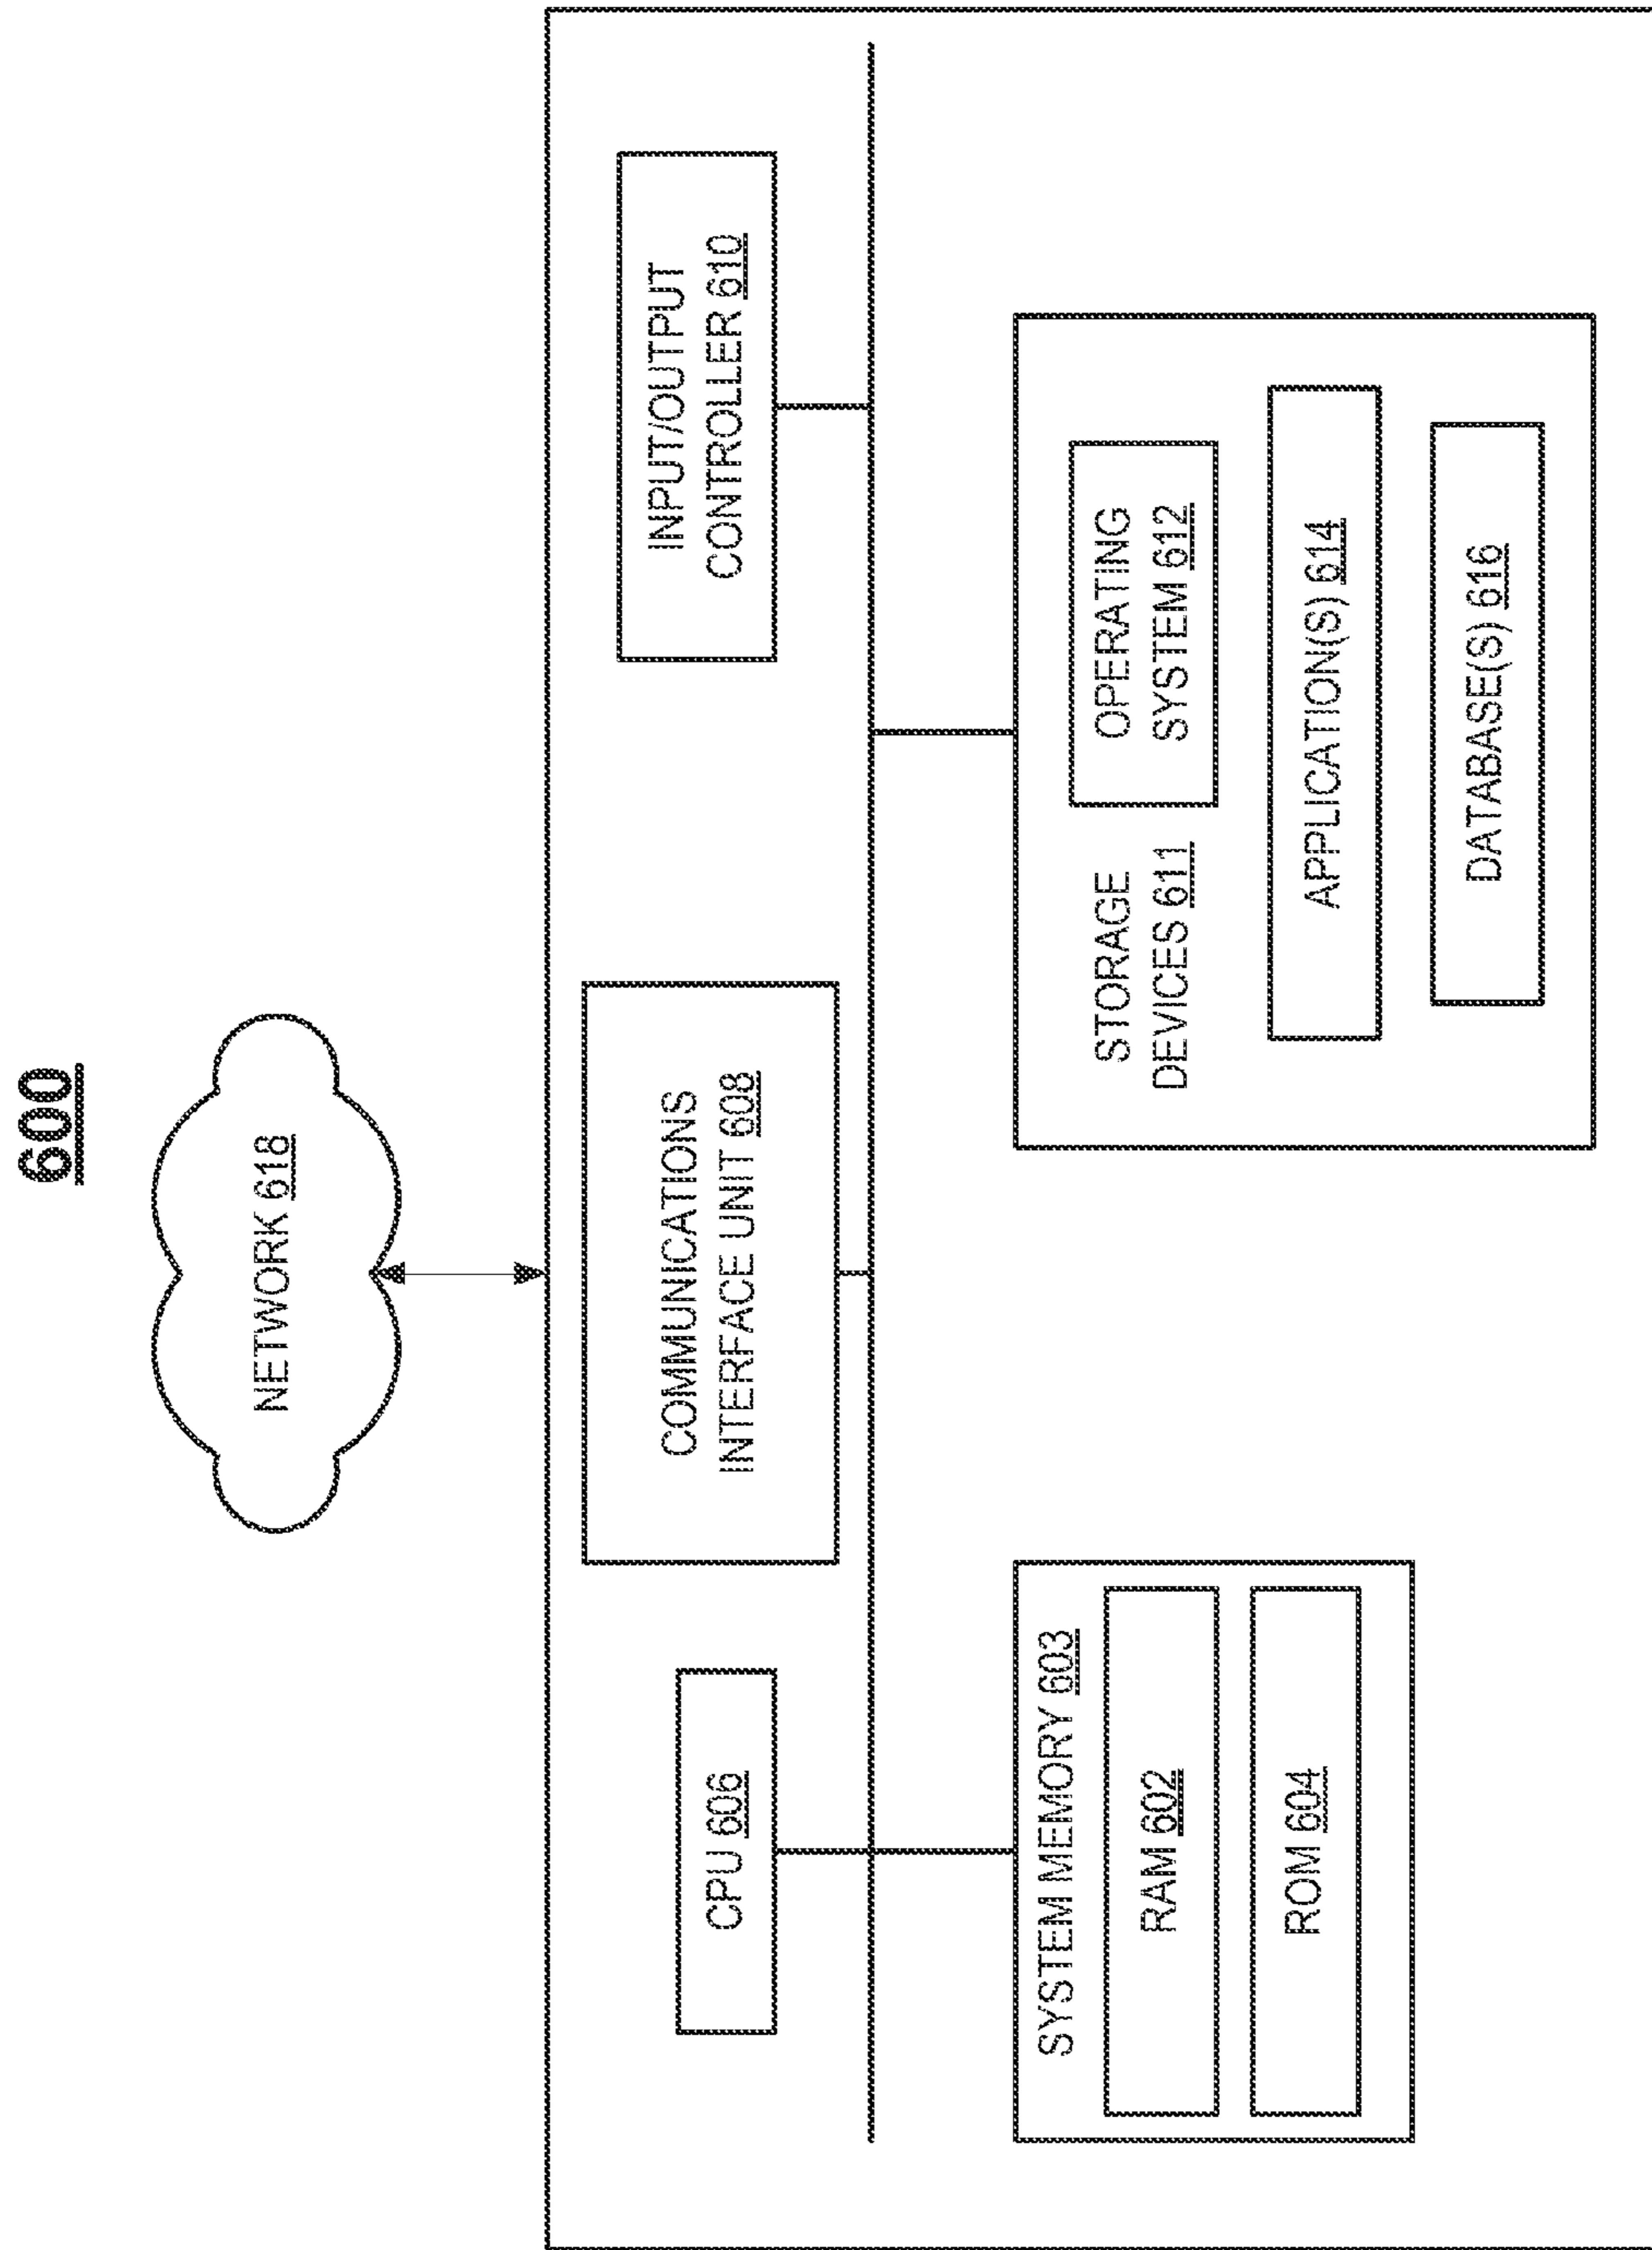 600
NETWORK 618
CPU 606
COMMUNICATIONS
INTERFACE UNIT 608
INPUT/OUTPUT
CONTROLLER 610
SYSTEM MEMORY 603
RAM 602
ROM 604
STORAGE
DEVICES 611
OPERATING
SYSTEM 612
APPLICATION(S) 614
DATABASE(S) 616